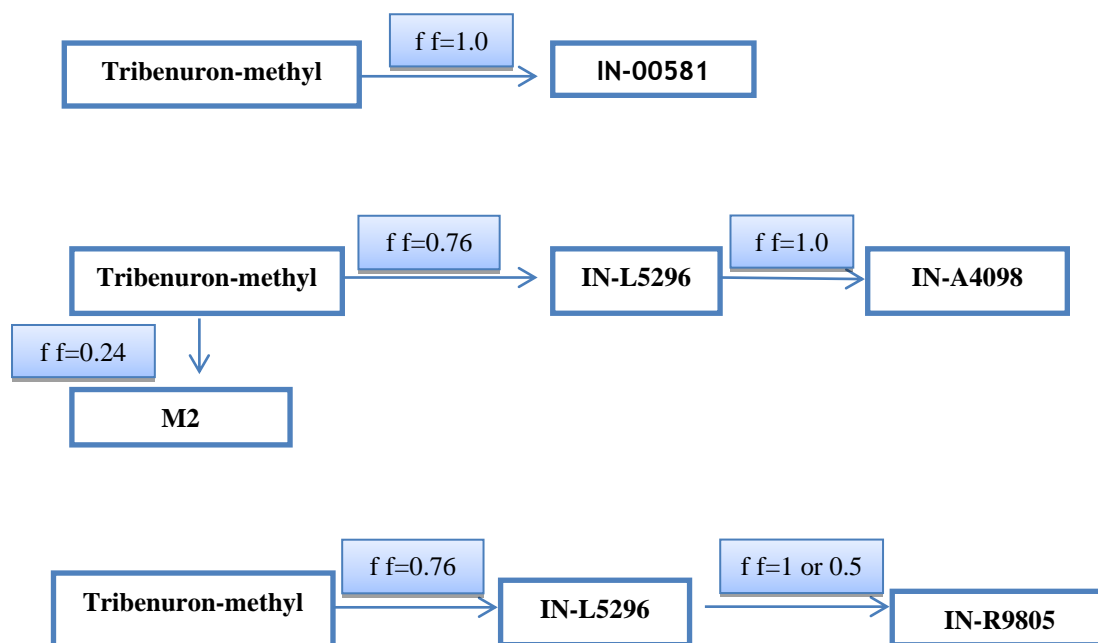 f f=1.0
Tribenuron-methyl
IN-00581
f f=0.76
f f=1.0
Tribenuron-methyl
IN-L5296
IN-A4098
f f=0.24
M2
f f=0.76
f f=1 or 0.5
Tribenuron-methyl
IN-L5296
IN-R9805